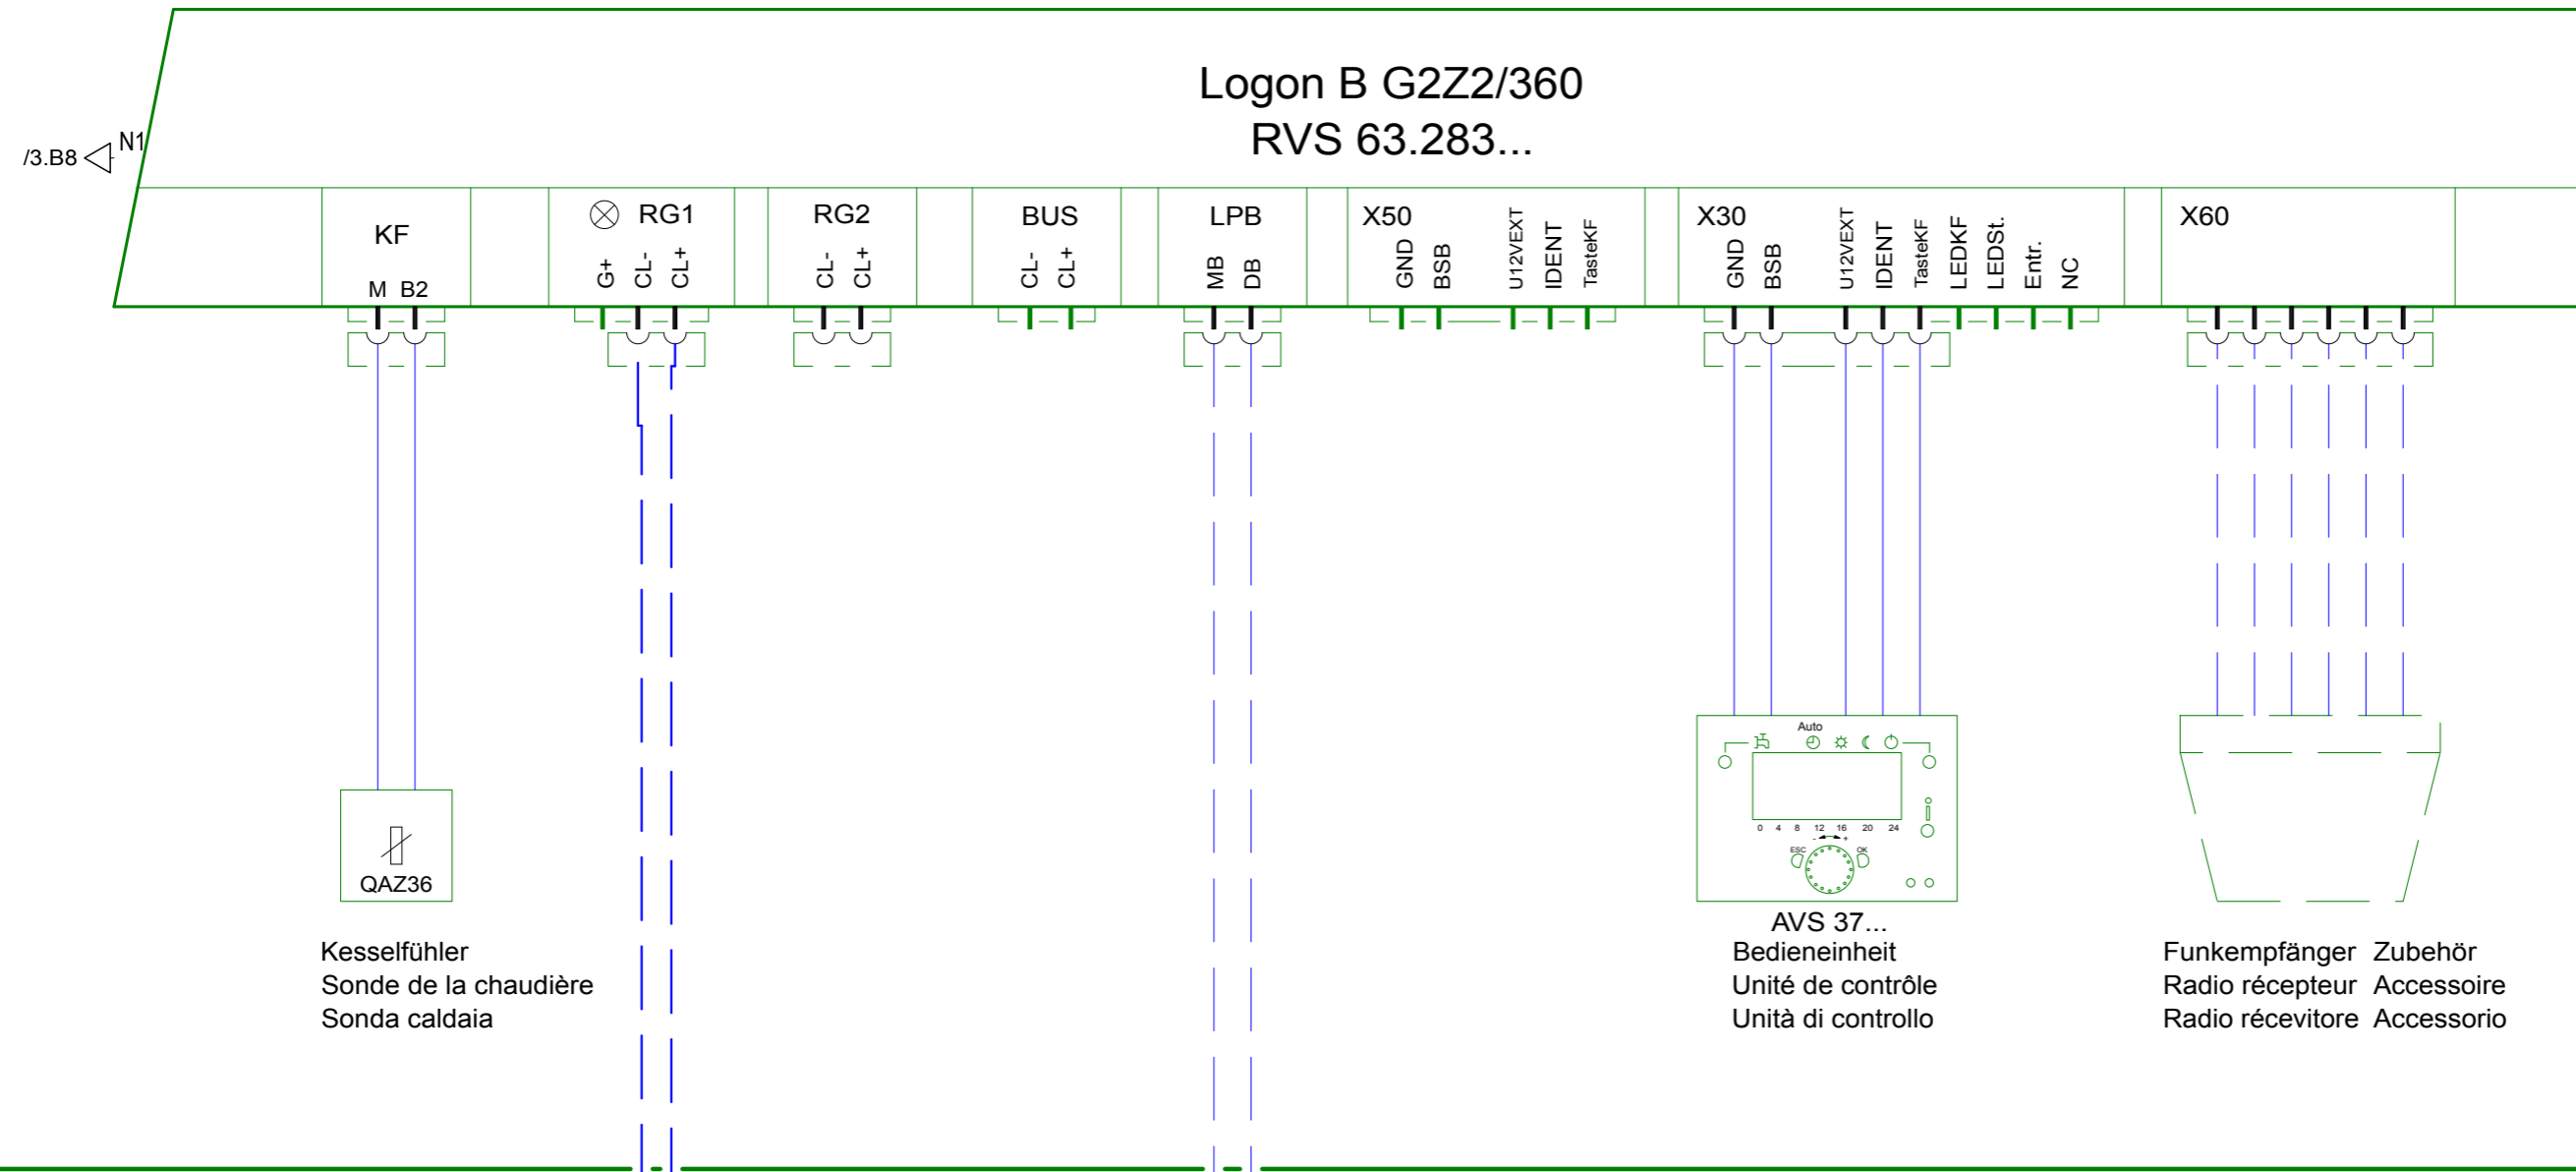 Logon B G2Z2/360
RVS 63.283...
/3.B8 N1
KF
M B2
RG1
G+ CL- CL+
RG2
CL- CL+
BUS
CL- CL+
LPB
MB DB
X50
GND BSB U12VEXT IDENT TasteKF
X30
GND BSB U12VEXT IDENT TasteKF LEDKF LEDSt. Entr. NC
X60
QAZ36
Kesselfühler
Sonde de la chaudière
Sonda caldaia
Auto
0 4 8 12 16 20 24
- +
ESC OK
AVS 37...
Bedieneinheit
Unité de contrôle
Unità di controllo
Funkempfänger Zubehör
Radio récepteur Accessoire
Radio récevitore Accessorio